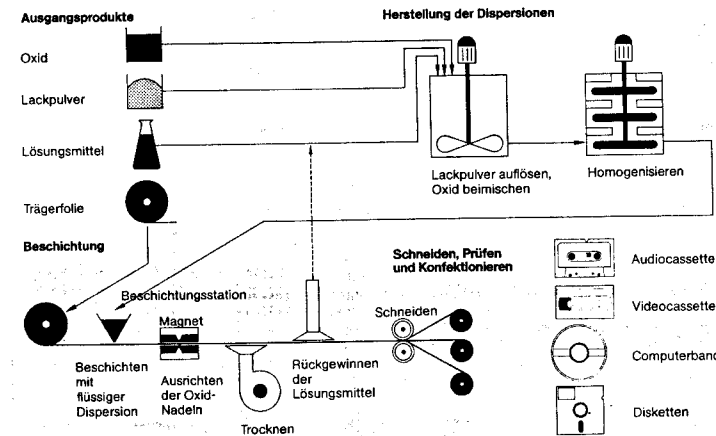 Ausgangsprodukte
Herstellung der Dispersionen
Oxid
Lackpulver
Lösungsmittel
Trägerfolie
Lackpulver auflösen,
Oxid beimischen
Homogenisieren
Beschichtung
Beschichtungsstation
Magnet
Beschichten
mit
flüssiger
Dispersion
Ausrichten
der Oxid-
Nadeln
Trocknen
Rückgewinnen
der
Lösungsmittel
Schneiden, Prüfen
und Konfektionieren
Schneiden
Audiocassette
Videocassette
Computerband
Disketten